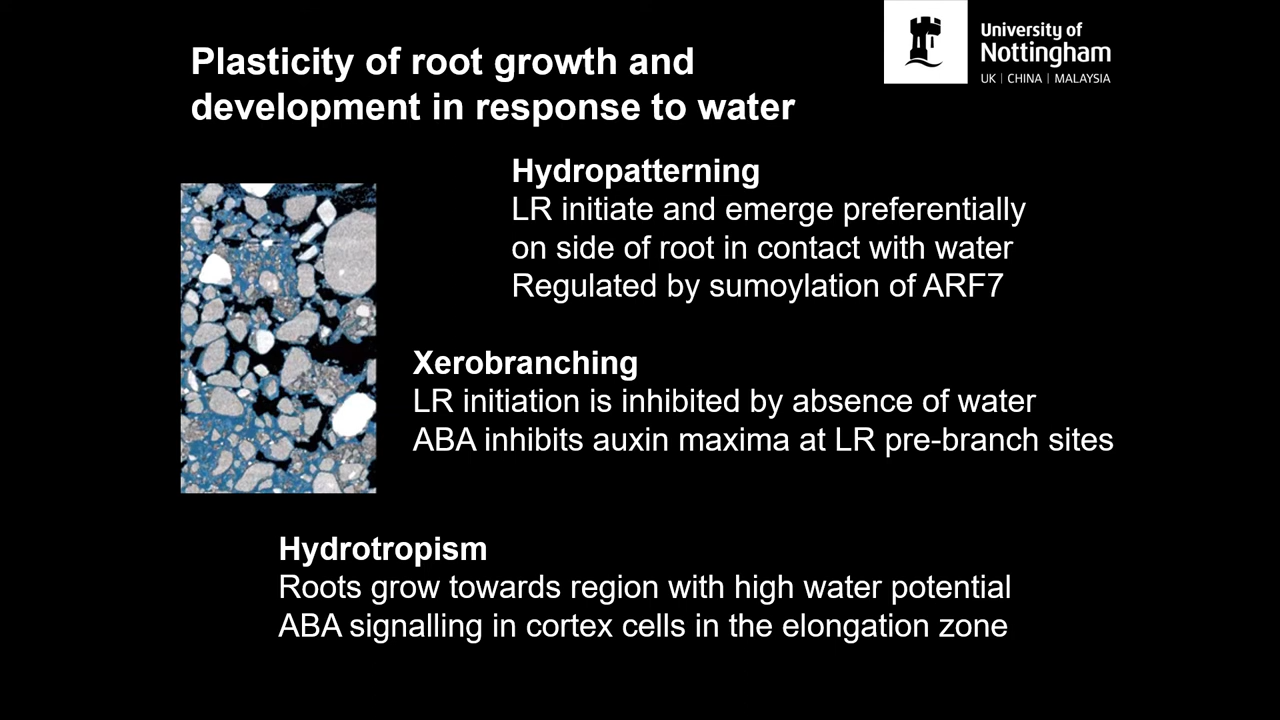 Plasticity of root growth and
development in response to water
University of
Nottingham
UK | CHINA | MALAYSIA
Hydropatterning
LR initiate and emerge preferentially
on side of root in contact with water
Regulated by sumoylation of ARF7
Xerobranching
LR initiation is inhibited by absence of water
ABA inhibits auxin maxima at LR pre-branch sites
Hydrotropism
Roots grow towards region with high water potential
ABA signalling in cortex cells in the elongation zone